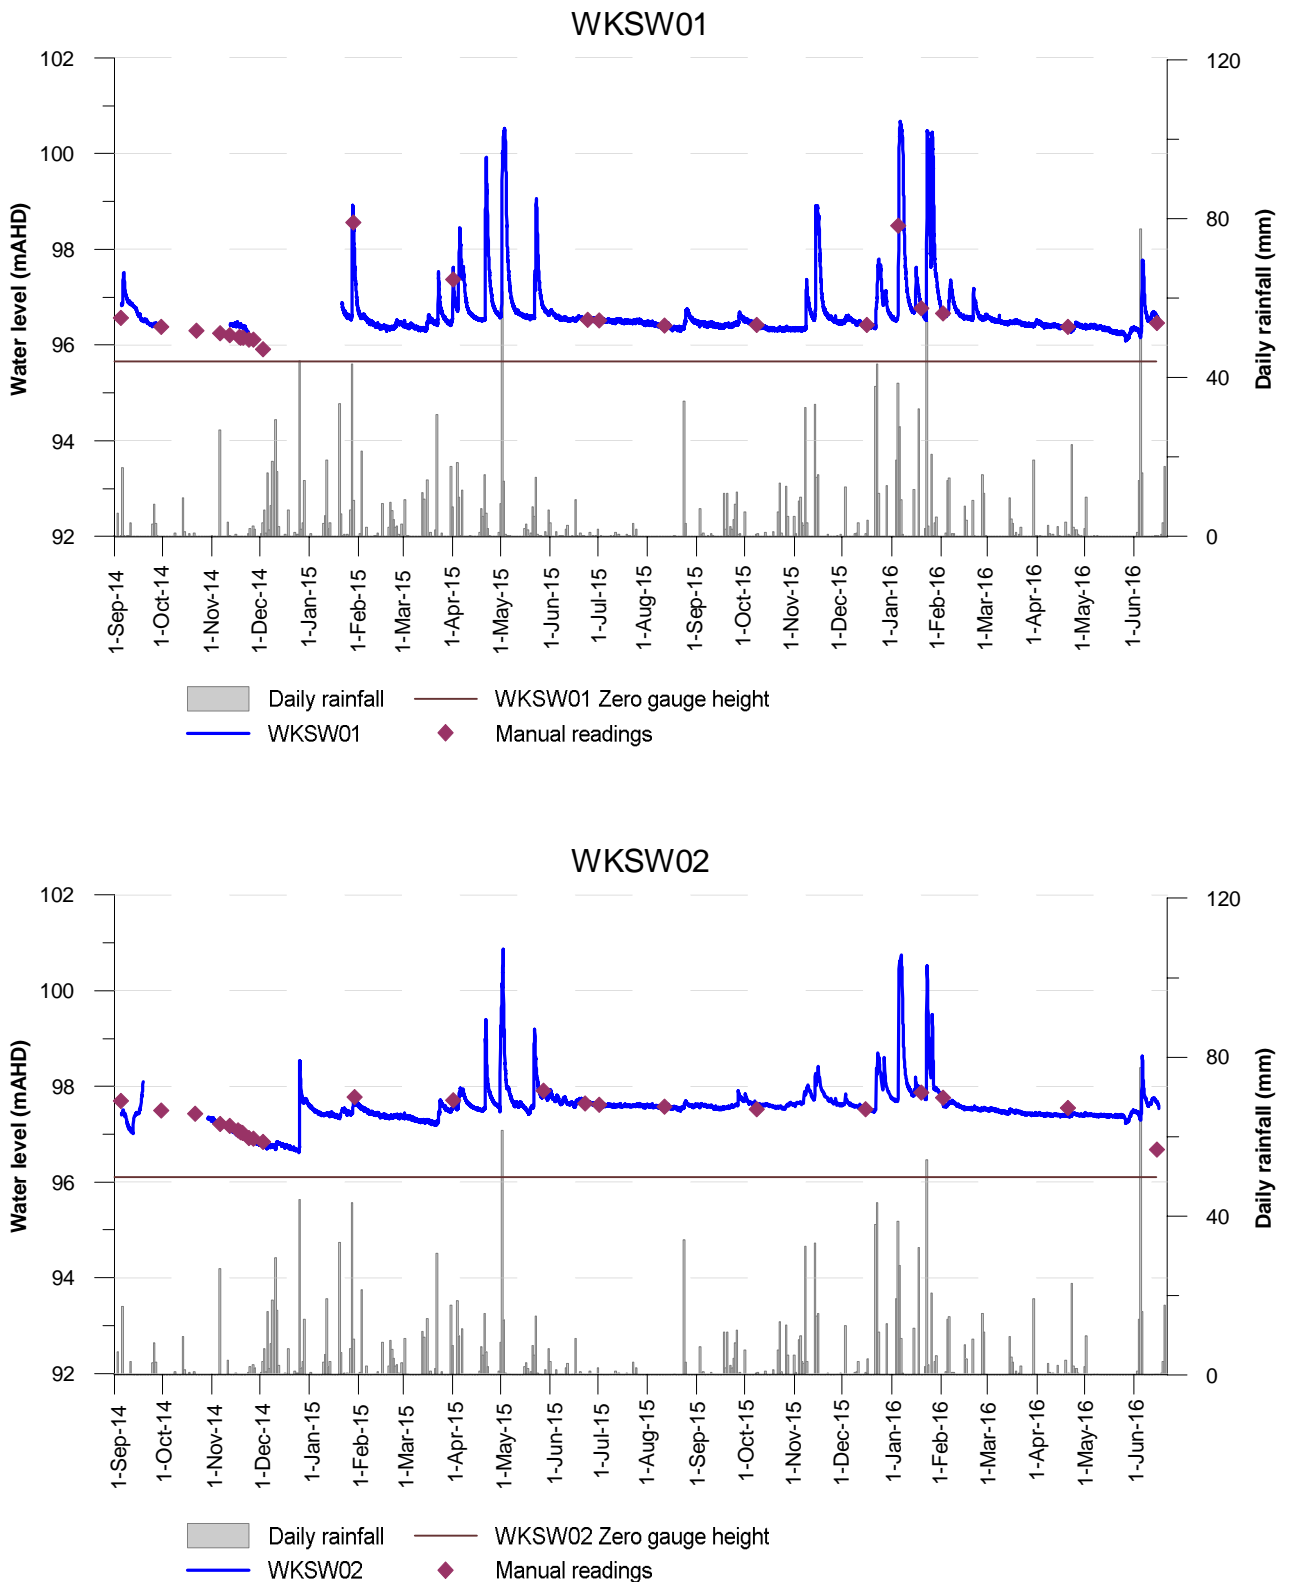 WKSW01
102
100
98
96
94
92
Water level (mAHD)
120
80
40
0
Daily rainfall (mm)
1-Sep-14
1-Oct-14
1-Nov-14
1-Dec-14
1-Jan-15
1-Feb-15
1-Mar-15
1-Apr-15
1-May-15
1-Jun-15
1-Jul-15
1-Aug-15
1-Sep-15
1-Oct-15
1-Nov-15
1-Dec-15
1-Jan-16
1-Feb-16
1-Mar-16
1-Apr-16
1-May-16
1-Jun-16
Daily rainfall
WKSW01 Zero gauge height
WKSW01
Manual readings
WKSW02
102
100
98
96
94
92
Water level (mAHD)
120
80
40
0
Daily rainfall (mm)
1-Sep-14
1-Oct-14
1-Nov-14
1-Dec-14
1-Jan-15
1-Feb-15
1-Mar-15
1-Apr-15
1-May-15
1-Jun-15
1-Jul-15
1-Aug-15
1-Sep-15
1-Oct-15
1-Nov-15
1-Dec-15
1-Jan-16
1-Feb-16
1-Mar-16
1-Apr-16
1-May-16
1-Jun-16
Daily rainfall
WKSW02 Zero gauge height
WKSW02
Manual readings